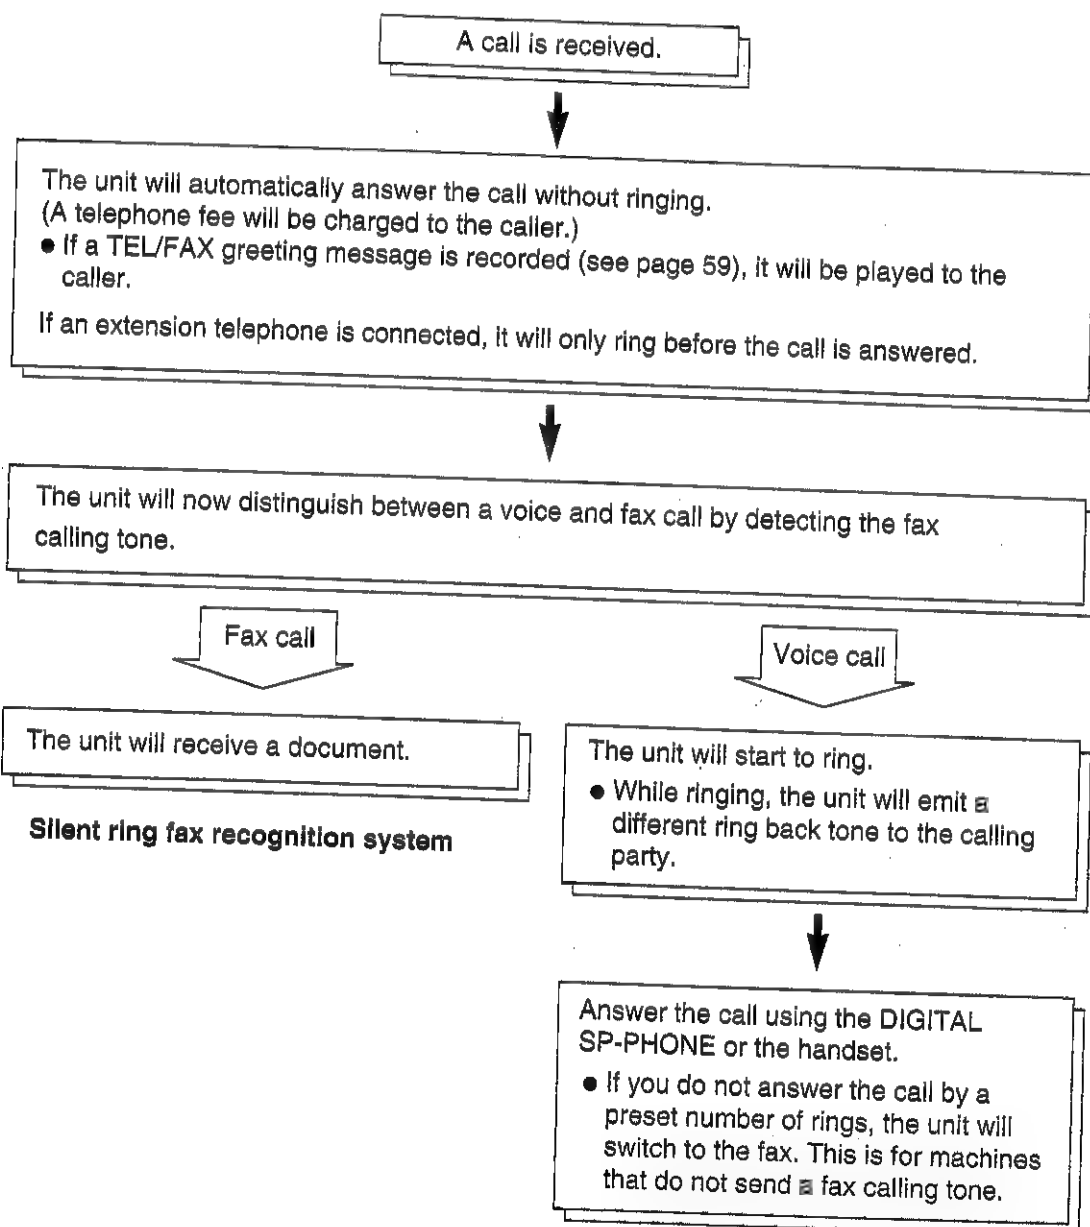 A call is received.
The unit will automatically answer the call without ringing.
(A telephone fee will be charged to the caller.)
● If a TEL/FAX greeting message is recorded (see page 59), it will be played to the
caller.
If an extension telephone is connected, it will only ring before the call is answered.
The unit will now distinguish between a voice and fax call by detecting the fax
calling tone.
Fax call
Voice call
The unit will receive a document.
Silent ring fax recognition system
The unit will start to ring.
● While ringing, the unit will emit a
different ring back tone to the calling
party.
Answer the call using the DIGITAL
SP-PHONE or the handset.
● If you do not answer the call by a
preset number of rings, the unit will
switch to the fax. This is for machines
that do not send a fax calling tone.